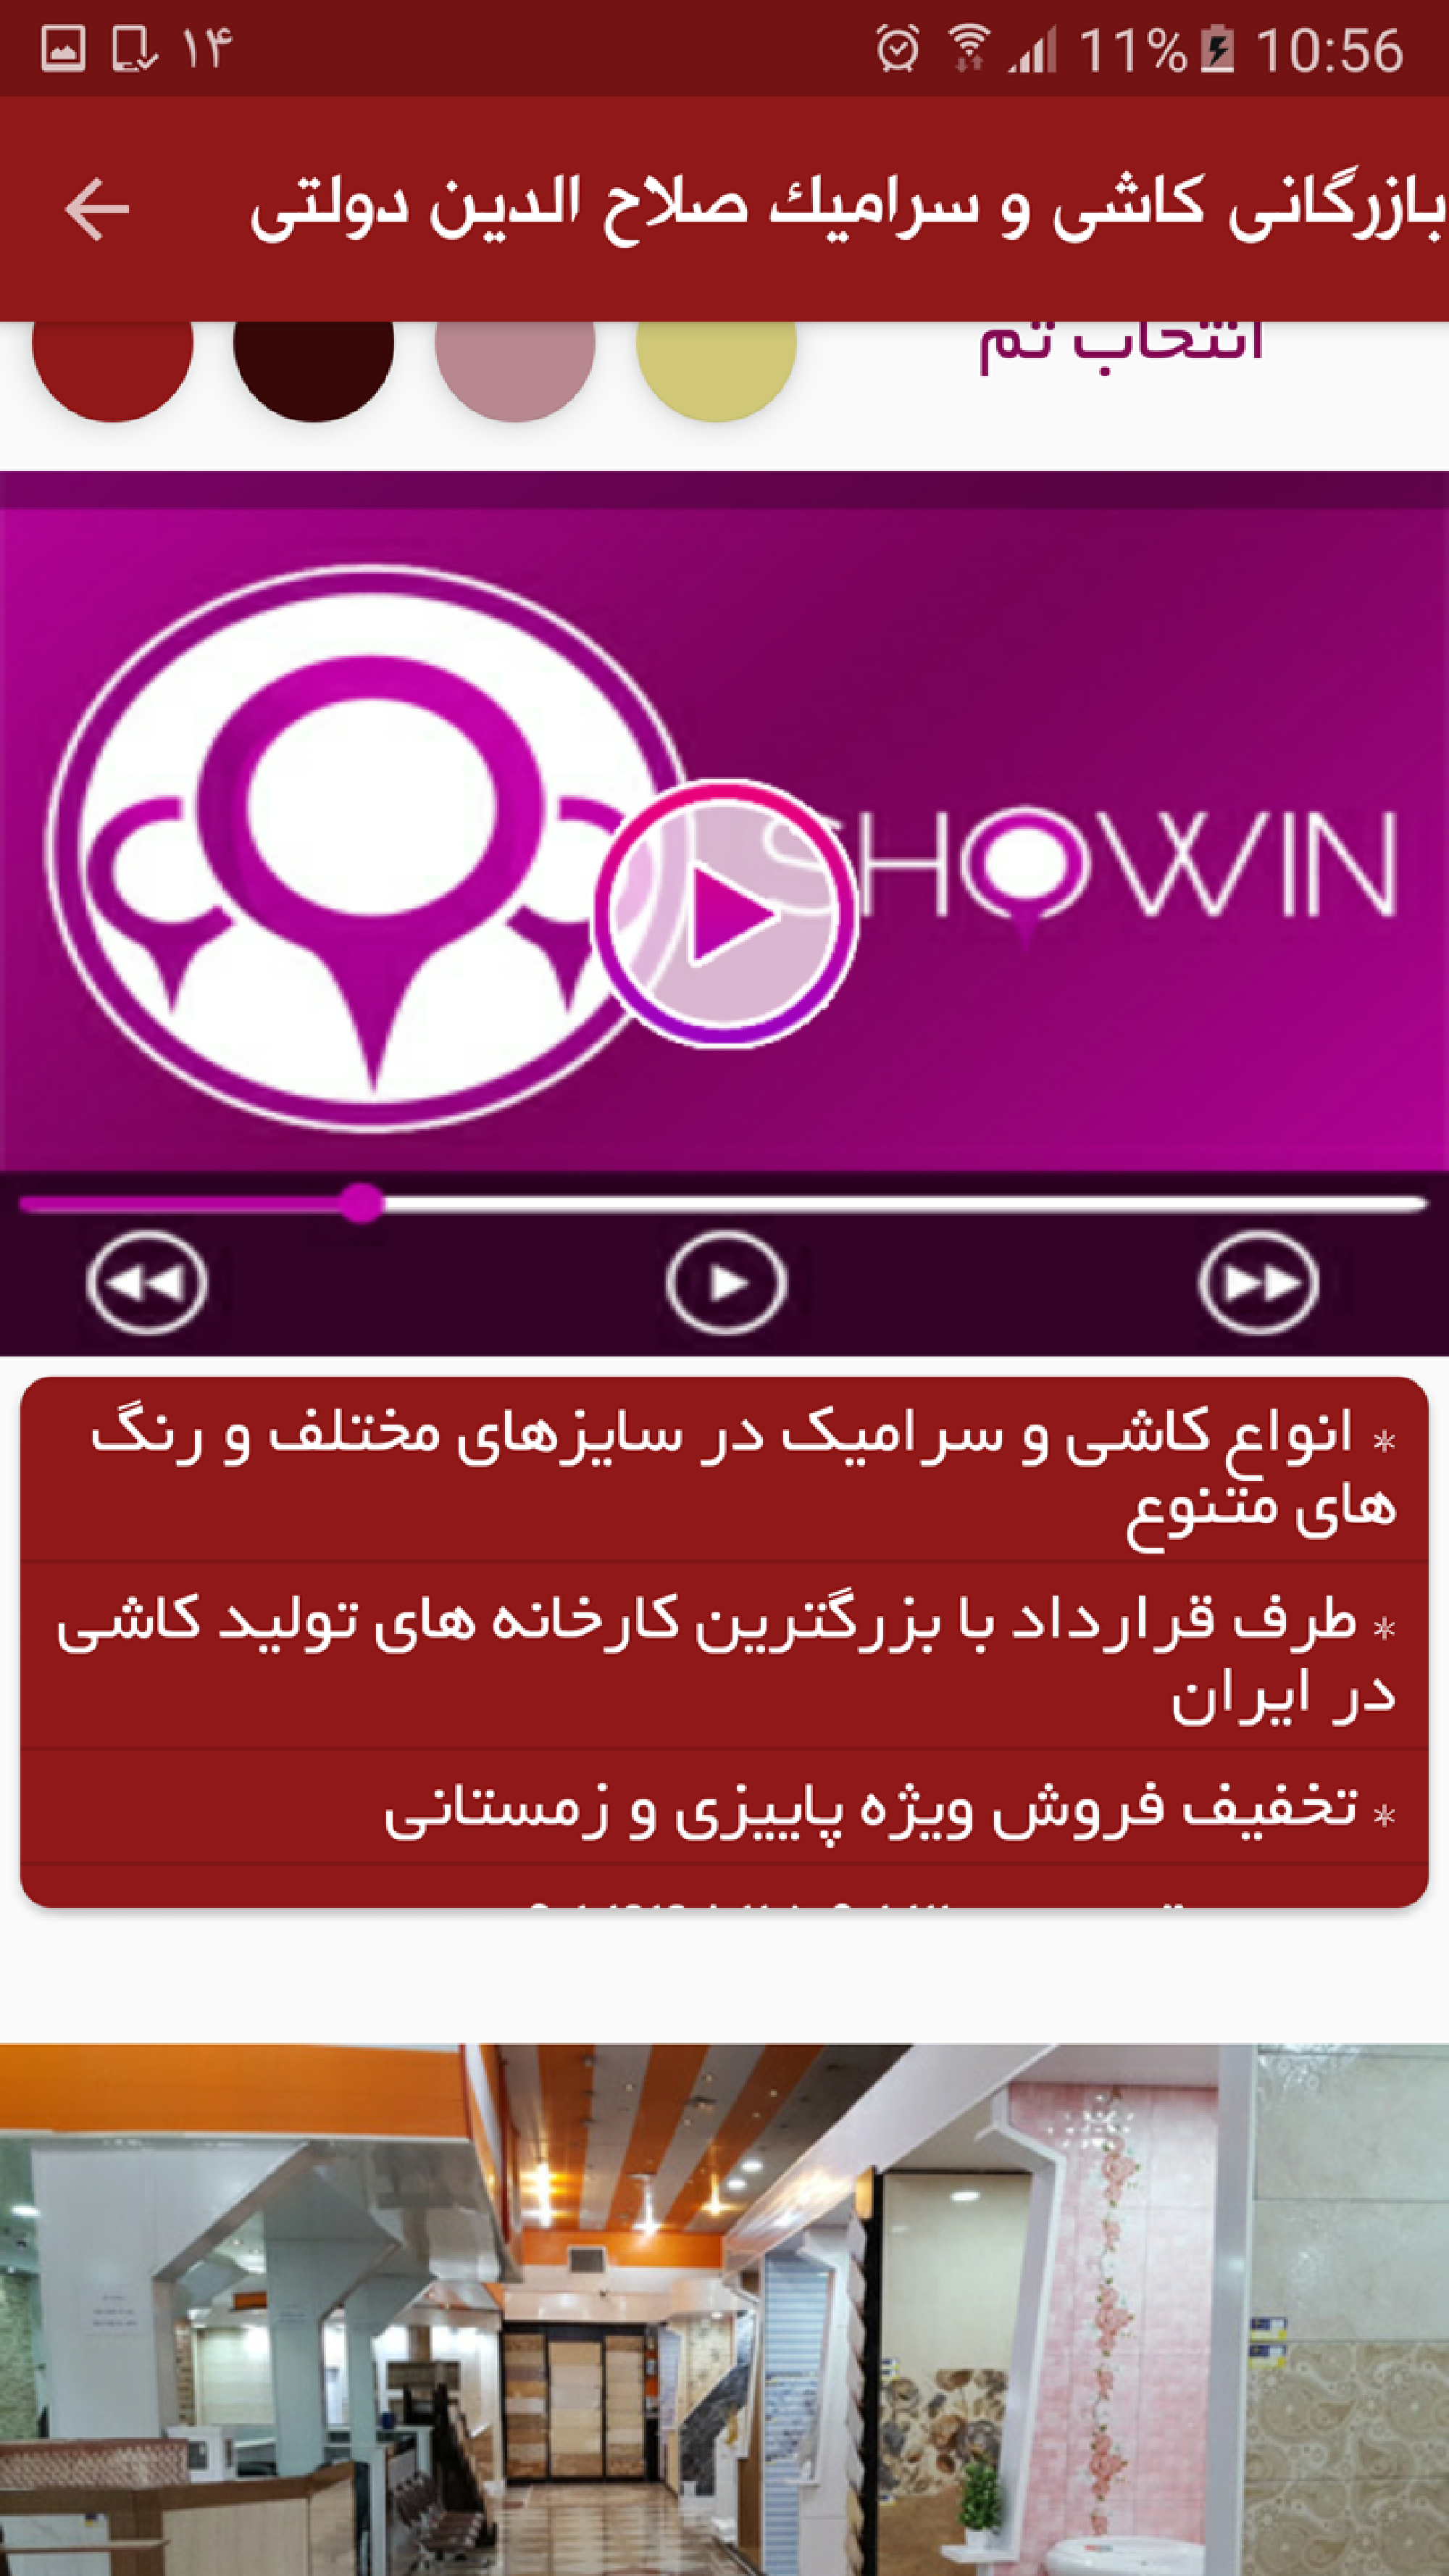 ۱۴ 11% 10:56
بازرگانی کاشی و سرامیك صلاح الدین دولتی
انتخاب تم
SHOWIN
* انواع کاشی و سرامیک در سایزهای مختلف و رنگ
های متنوع
* طرف قرارداد با بزرگترین کارخانه های تولید کاشی
در ایران
* تخفیف فروش ویژه پاییزی و زمستانی